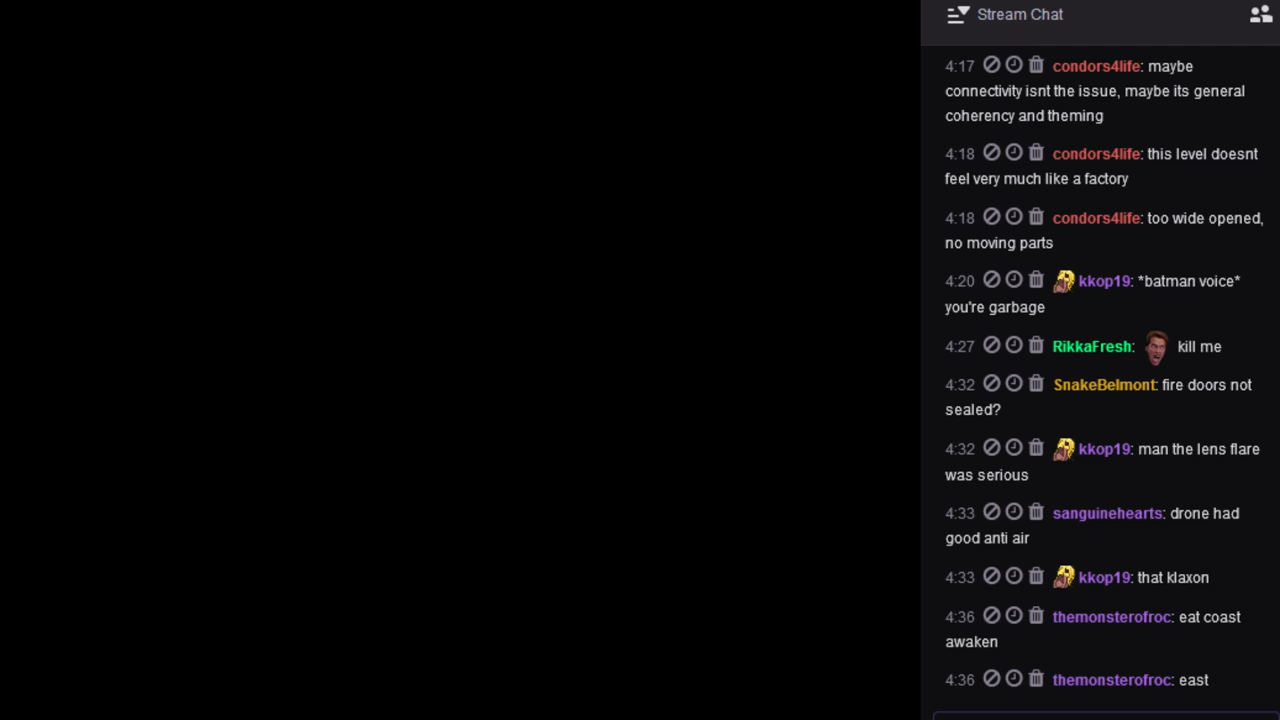 Stream Chat
4:17 condors4life: maybe
connectivity isnt the issue, maybe its general
coherency and theming
4:18 condors4life: this level doesnt
feel very much like a factory
4:18 condors4life: too wide opened,
no moving parts
4:20 kkop19: *batman voice*
you're garbage
4:27 RikkaFresh: kill me
4:32 SnakeBelmont: fire doors not
sealed?
4:32 kkop19: man the lens flare
was serious
4:33 sanguinehearts: drone had
good anti air
4:33 kkop19: that klaxon
4:36 themonsterofroc: eat coast
awaken
4:36 themonsterofroc: east